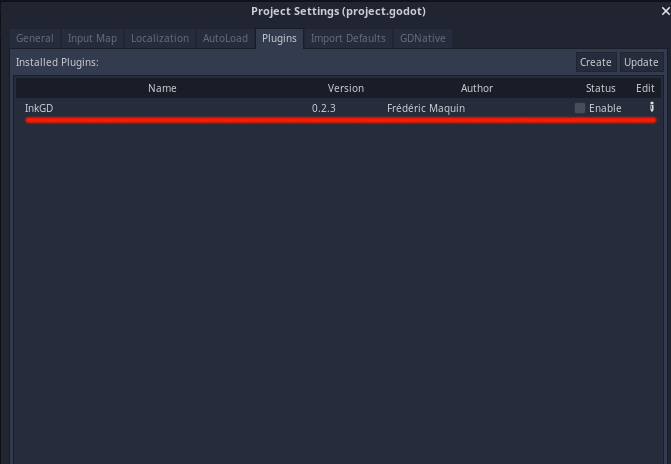 Project Settings (project.godot)
General Input Map Localization AutoLoad Plugins Import Defaults GDNative
Installed Plugins: Create Update
Name Version Author Status Edit
InkGD 0.2.3 Frédéric Maquin Enable